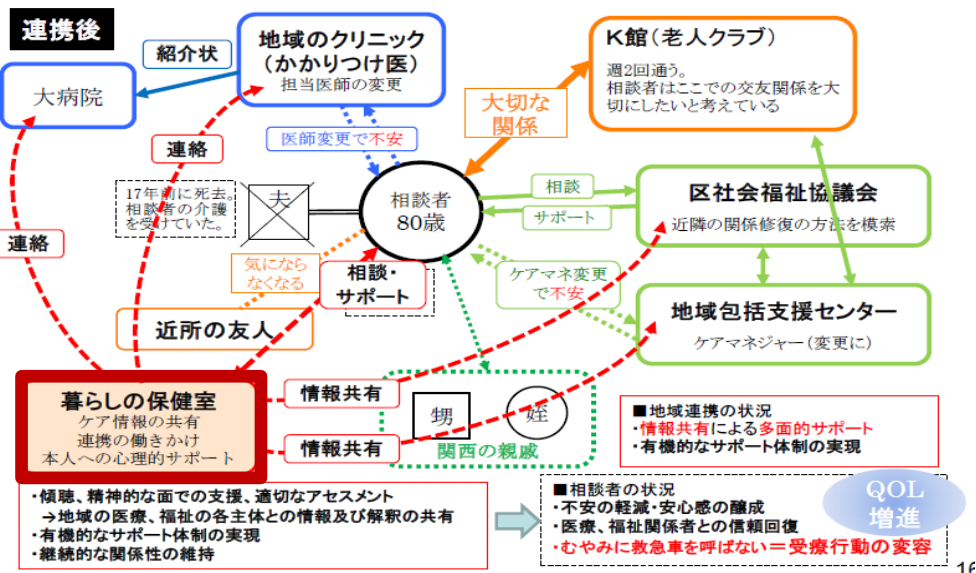 連携後
紹介状
大病院
地域のクリニック
(かかりつけ医)
担当医師の変更
K館(老人クラブ)
週2回通う。
相談者はここでの交友関係を大
切にしたいと考えている
大切な
関係
連絡
医師変更で不安
17年前に死去。
相談者の介護
を受けていた。
夫
相談者
80歳
相談
サポート
区社会福祉協議会
近隣の関係修復の方法を模索
連絡
気になら
なくなる
相談・
サポート
ケアマネ変更
で不安
近所の友人
地域包括支援センター
ケアマネジャー(変更に)
暮らしの保健室
ケア情報の共有
連携の働きかけ
本人への心理的サポート
情報共有
情報共有
甥
姪
関西の親戚
■地域連携の状況
・情報共有による多面的サポート
・有機的なサポート体制の実現
・傾聴、精神的な面での支援、適切なアセスメント
→地域の医療、福祉の各主体との情報及び解釈の共有
・有機的なサポート体制の実現
・継続的な関係性の維持
■相談者の状況
・不安の軽減・安心感の醸成
・医療、福祉関係者との信頼回復
・むやみに救急車を呼ばない=受療行動の変容
QOL
増進
16